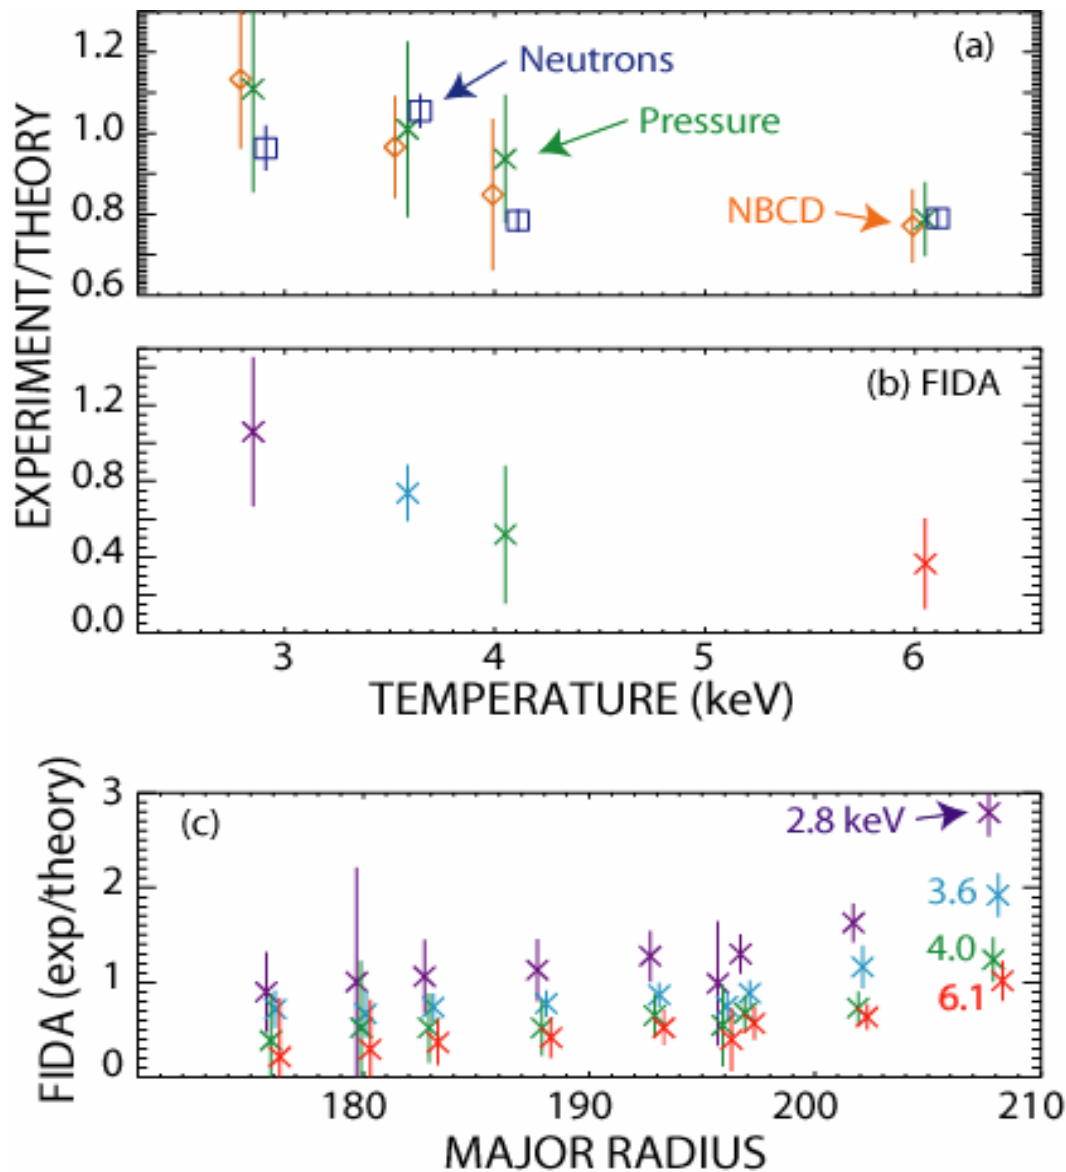 (a)
1.2
1.0
0.8
0.6
Neutrons
Pressure
NBCD
EXPERIMENT/THEORY
(b) FIDA
1.2
0.8
0.4
0.0
3 4 5 6
TEMPERATURE (keV)
FIDA (exp/theory)
3
2
1
0
(c)
2.8 keV
3.6
4.0
6.1
180 190 200 210
MAJOR RADIUS